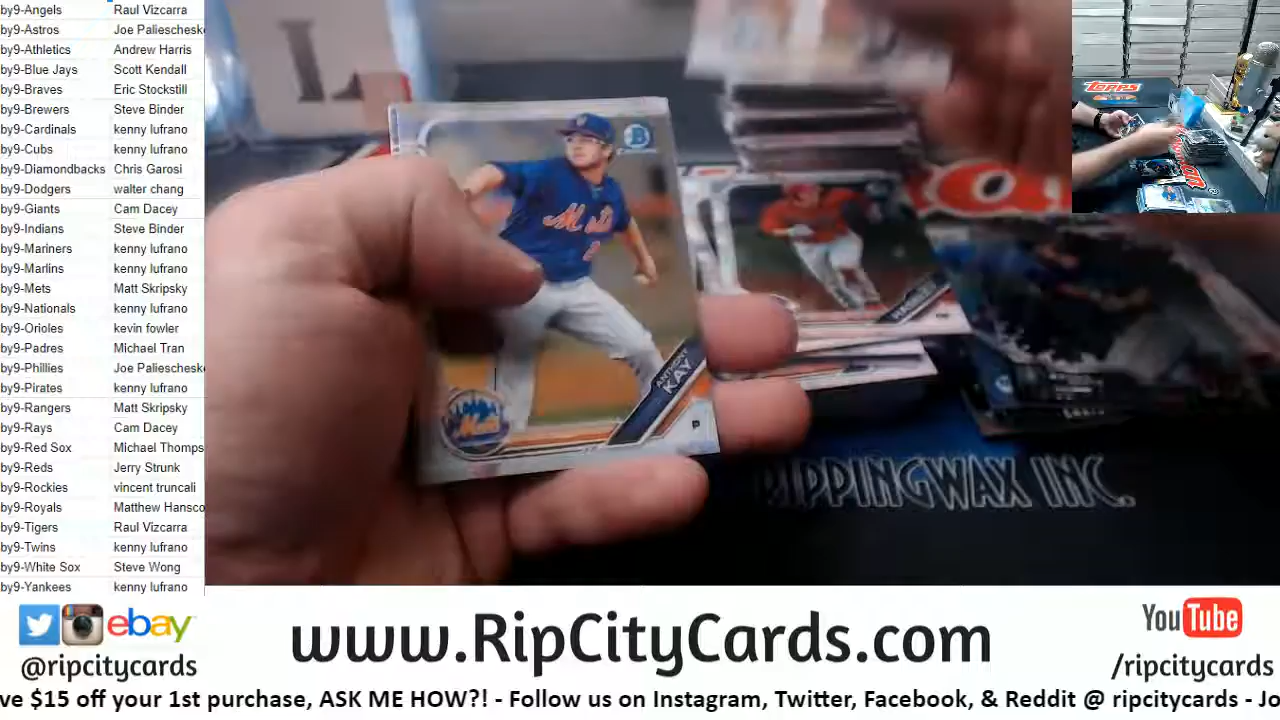 by9-Angels Raul Vizcarra
by9-Astros Joe Paliescheske
by9-Athletics Andrew Harris
by9-Blue Jays Scott Kendall
by9-Braves Eric Stockstill
by9-Brewers Steve Binder
by9-Cardinals kenny lufrano
by9-Cubs kenny lufrano
by9-Diamondbacks Chris Garosi
by9-Dodgers walter chang
by9-Giants Cam Dacey
by9-Indians Steve Binder
by9-Mariners kenny lufrano
by9-Marlins kenny lufrano
by9-Mets Matt Skripsky
by9-Nationals kenny lufrano
by9-Orioles kevin fowler
by9-Padres Michael Tran
by9-Phillies Joe Paliescheske
by9-Pirates kenny lufrano
by9-Rangers Matt Skripsky
by9-Rays Cam Dacey
by9-Red Sox Michael Thomps
by9-Reds Jerry Strunk
by9-Rockies vincent truncali
by9-Royals Matthew Hansco
by9-Tigers Raul Vizcarra
by9-Twins kenny lufrano
by9-White Sox Steve Wong
by9-Yankees kenny lufrano
Mets
ANTHONY
KAY
Mets
TOPPS
RIPPINGWAX INC.
ebay
@ripcitycards
www.RipCityCards.com
YouTube
/ripcitycards
ve $15 off your 1st purchase, ASK ME HOW?! - Follow us on Instagram, Twitter, Facebook, & Reddit @ ripcitycards - Jo